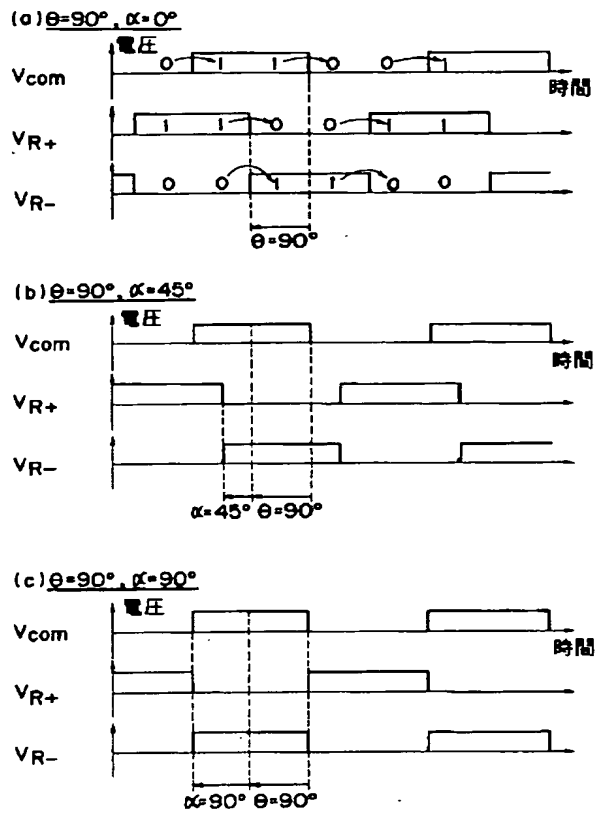 (a) θ=90°, α=0°
電圧
Vcom
0 1 1 0 0 1
時間
VR+
1 1 0 0 1 1
VR-
0 0 1 1 0 0
θ=90°
(b) θ=90°, α=45°
電圧
Vcom
時間
VR+
VR-
α=45° θ=90°
(c) θ=90°, α=90°
電圧
Vcom
時間
VR+
VR-
α=90° θ=90°